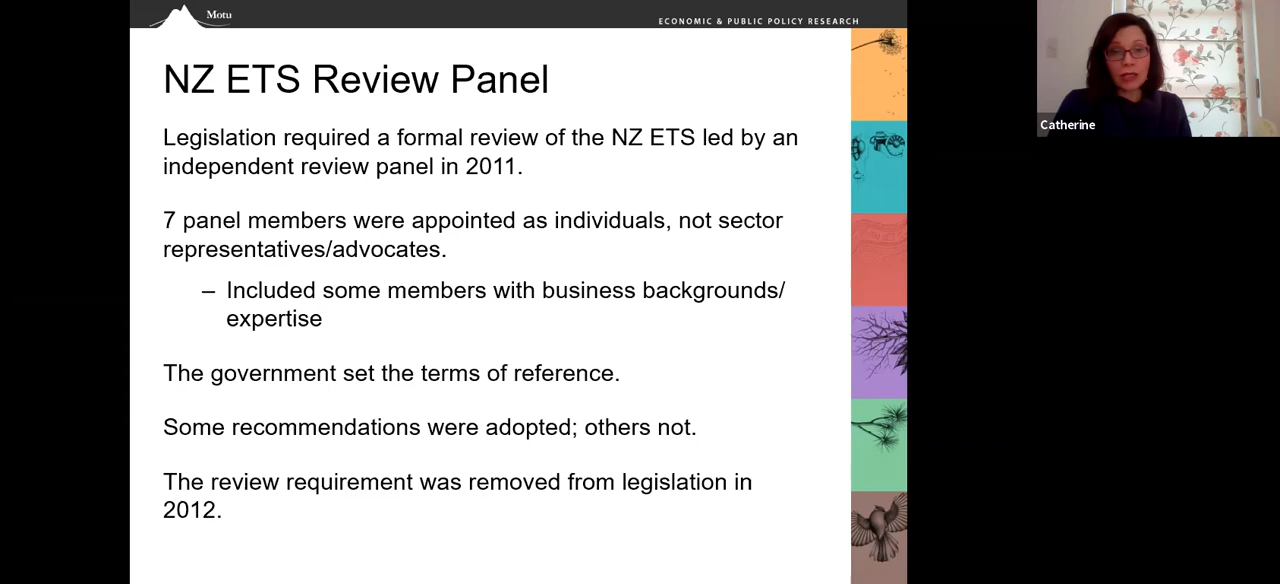 Motu
ECONOMIC & PUBLIC POLICY RESEARCH
NZ ETS Review Panel
Legislation required a formal review of the NZ ETS led by an
independent review panel in 2011.
7 panel members were appointed as individuals, not sector
representatives/advocates.
– Included some members with business backgrounds/
expertise
The government set the terms of reference.
Some recommendations were adopted; others not.
The review requirement was removed from legislation in
2012.
Catherine